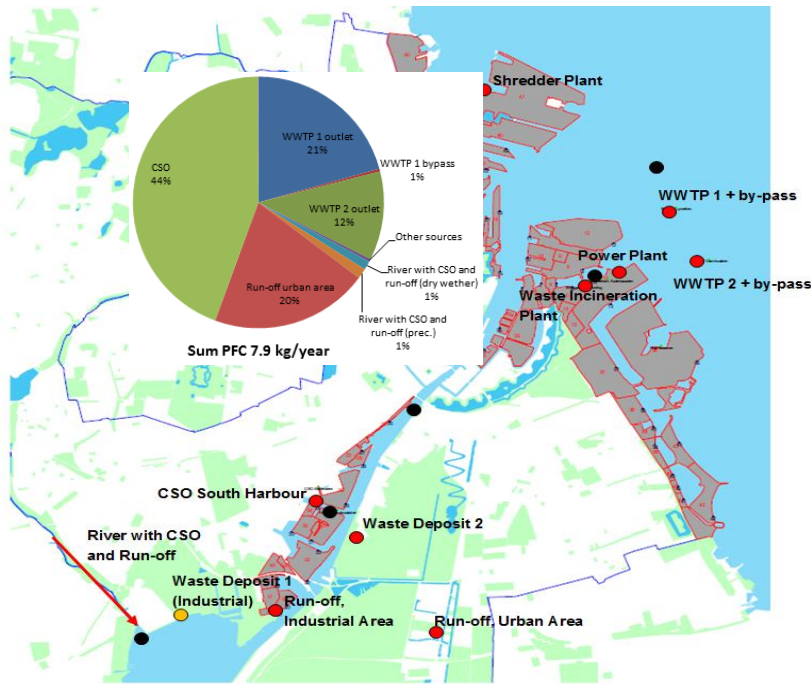 Shredder Plant
CSO
44%
WWTP 1 outlet
21%
WWTP 1 bypass
1%
WWTP 2 outlet
12%
Other sources
River with CSO and
run-off (dry wether)
1%
Run-off urban area
20%
River with CSO and
run-off (prec.)
1%
Sum PFC 7.9 kg/year
WWTP 1 + by-pass
Power Plant
WWTP 2 + by-pass
Waste Incineration
Plant
CSO South Harbour
Waste Deposit 2
River with CSO
and Run-off
Waste Deposit 1
(Industrial)
Run-off,
Industrial Area
Run-off, Urban Area